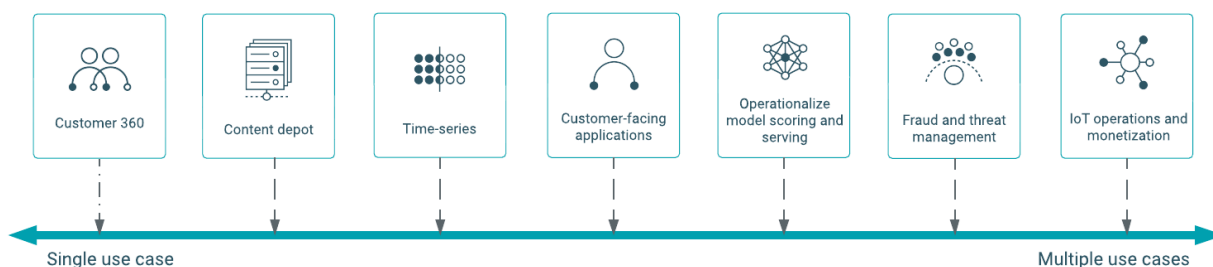 Customer 360
Content depot
Time-series
Customer-facing
applications
Operationalize
model scoring and
serving
Fraud and threat
management
IoT operations and
monetization
Single use case
Multiple use cases